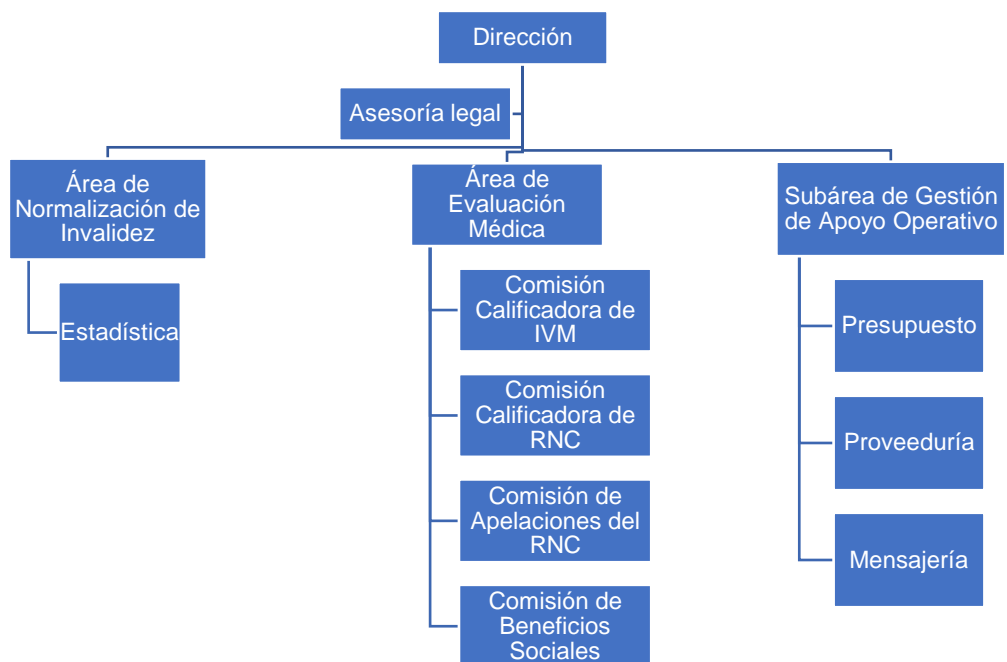 Dirección
Asesoría legal
Área de
Normalización de
Invalidez
Estadística
Área de
Evaluación
Médica
Comisión
Calificadora de
IVM
Comisión
Calificadora de
RNC
Comisión de
Apelaciones del
RNC
Comisión de
Beneficios
Sociales
Subárea de Gestión
de Apoyo Operativo
Presupuesto
Proveeduría
Mensajería